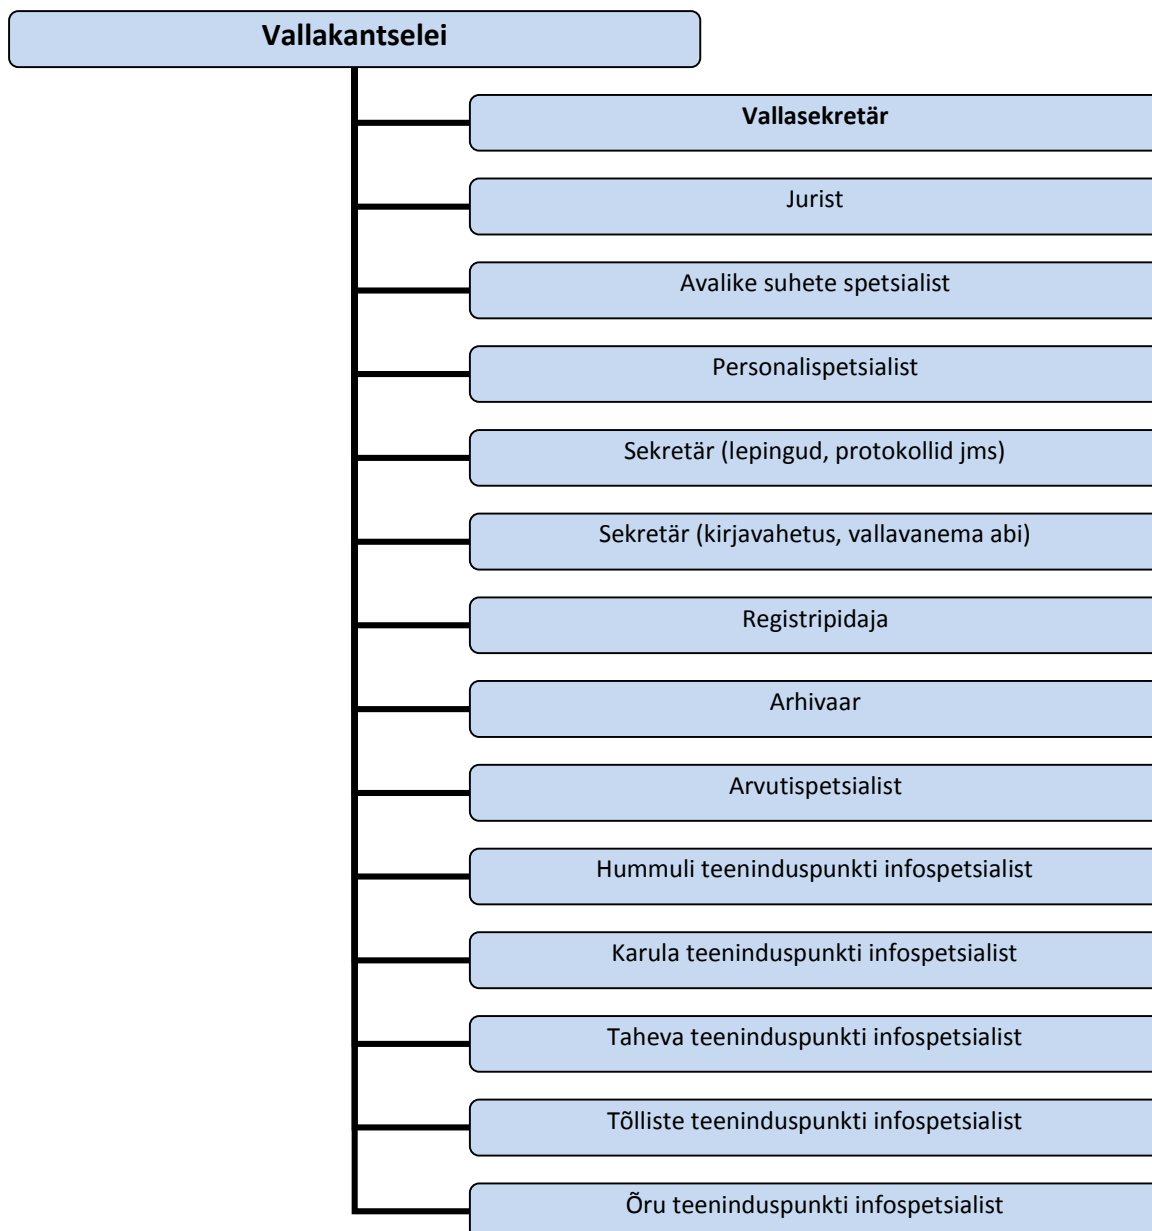 Vallakantselei
Vallasekretär
Jurist
Avalike suhete spetsialist
Personalispetsialist
Sekretär (lepingud, protokollid jms)
Sekretär (kirjavahetus, vallavanema abi)
Registripidaja
Arhivaar
Arvutispetsialist
Hummuli teeninduspunkti infospetsialist
Karula teeninduspunkti infospetsialist
Taheva teeninduspunkti infospetsialist
Tõlliste teeninduspunkti infospetsialist
Õru teeninduspunkti infospetsialist